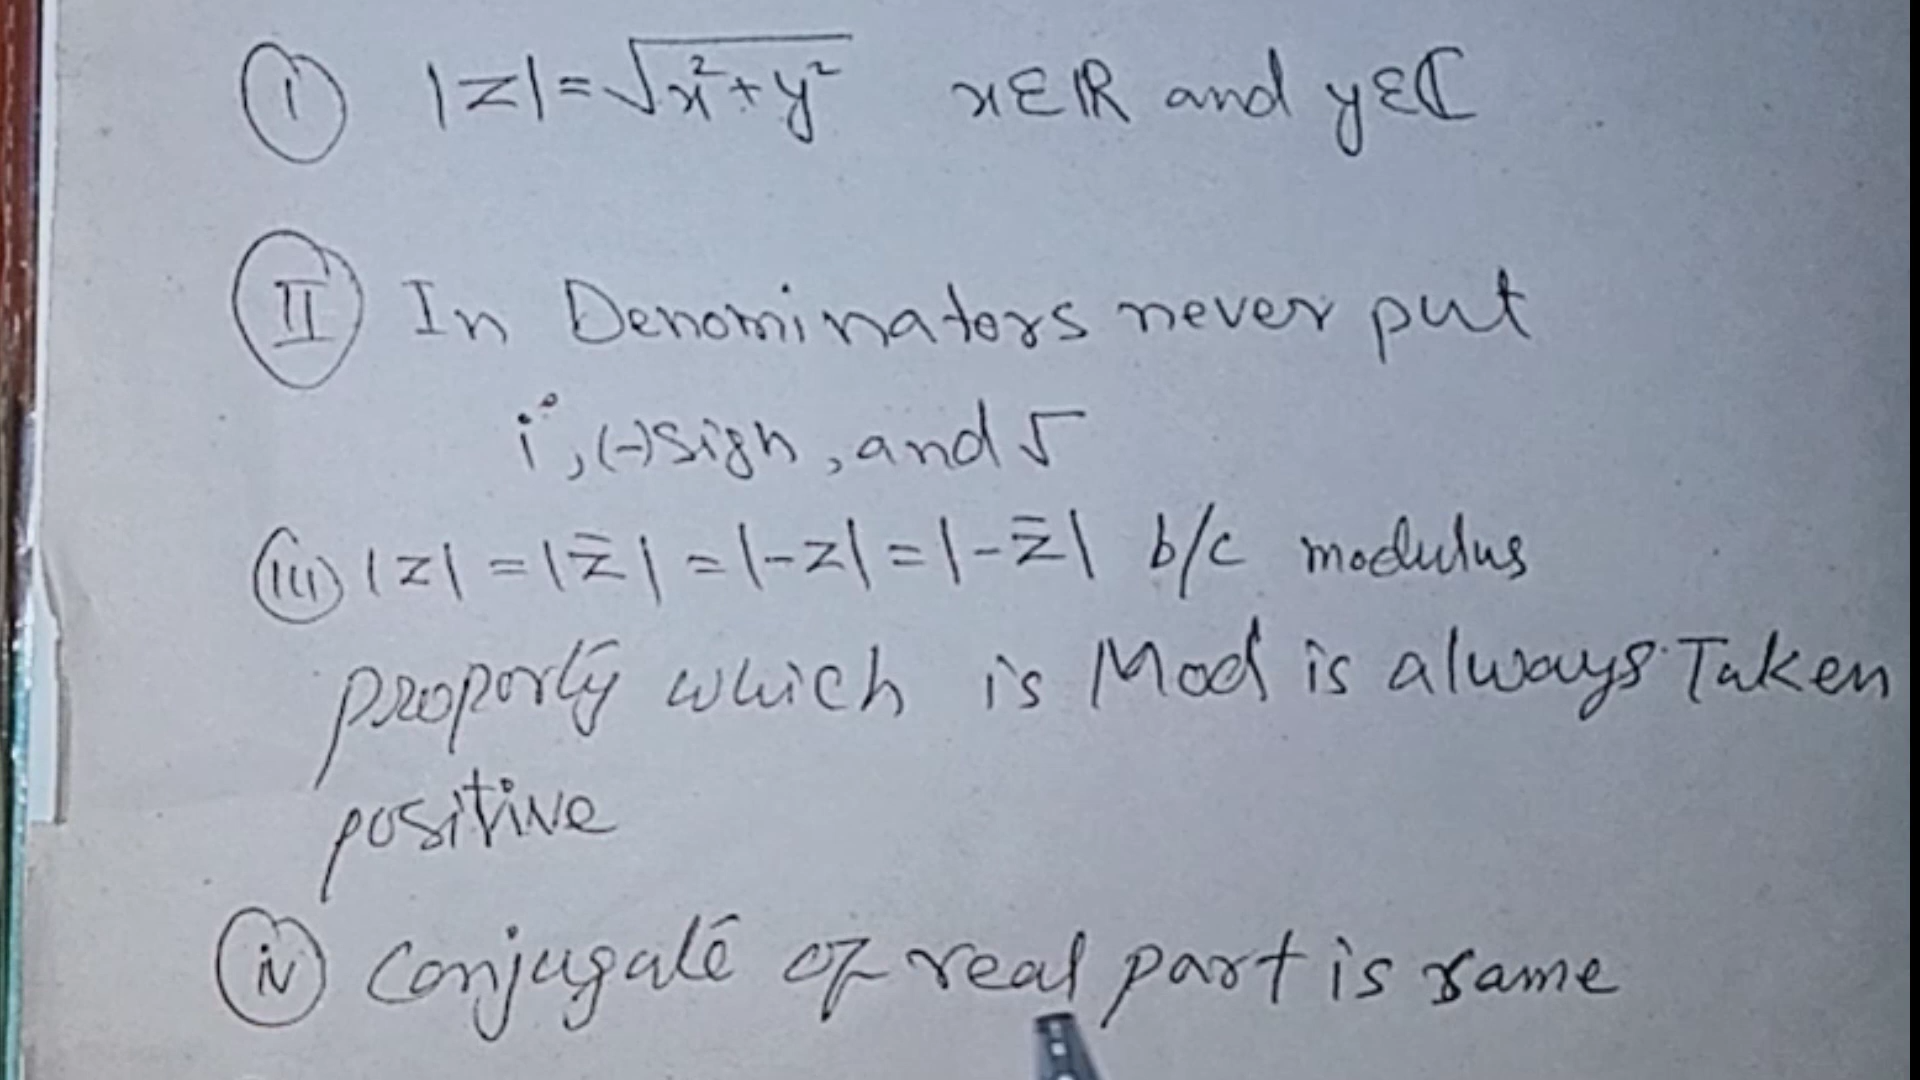 (I) |z| = √x²+y² x∈ℝ and y∈ℂ
(II) In Denominators never put
i, (-) sign, and √
(iii) |z| = |z̄| = |-z| = |-z̄| b/c modulus
proporty which is Mod is always Taken
positive
(iv) Conjugate of real part is same